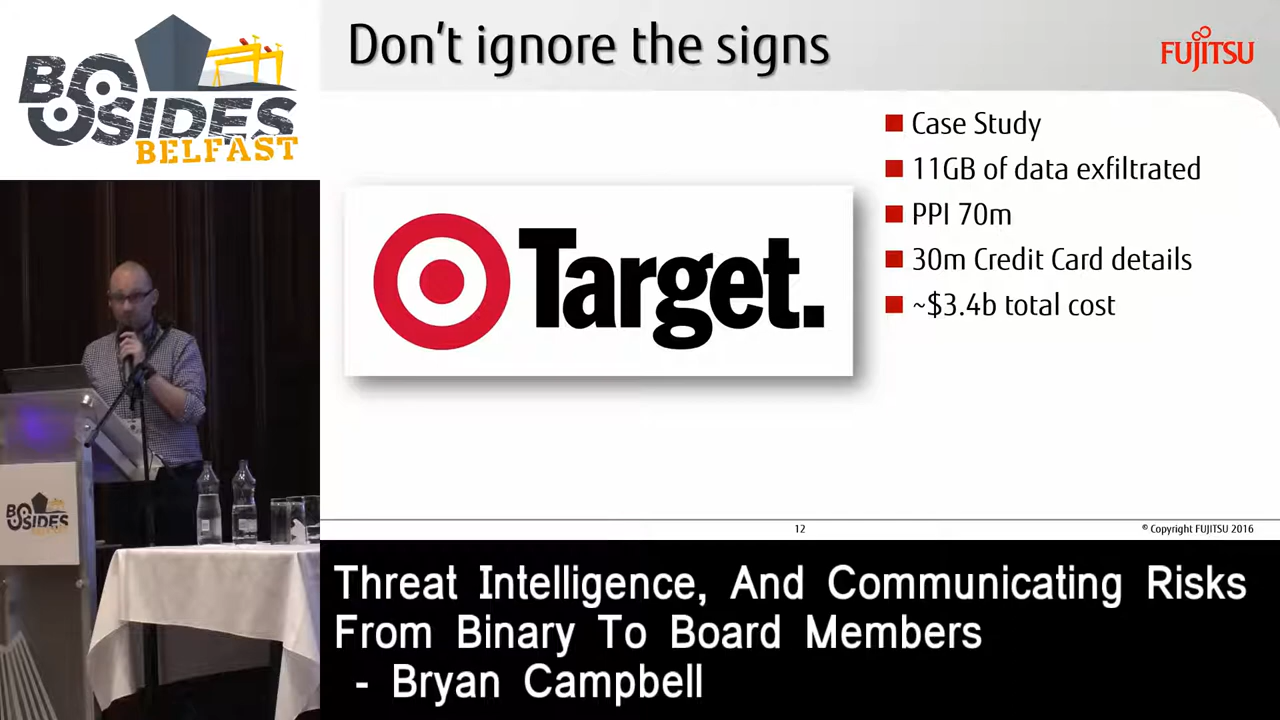 BSIDES
BELFAST
Don't ignore the signs
FUJITSU
Target.
Case Study
11GB of data exfiltrated
PPI 70m
30m Credit Card details
~$3.4b total cost
12
© Copyright FUJITSU 2016
BSIDES
BELFAST
Threat Intelligence, And Communicating Risks
From Binary To Board Members
- Bryan Campbell